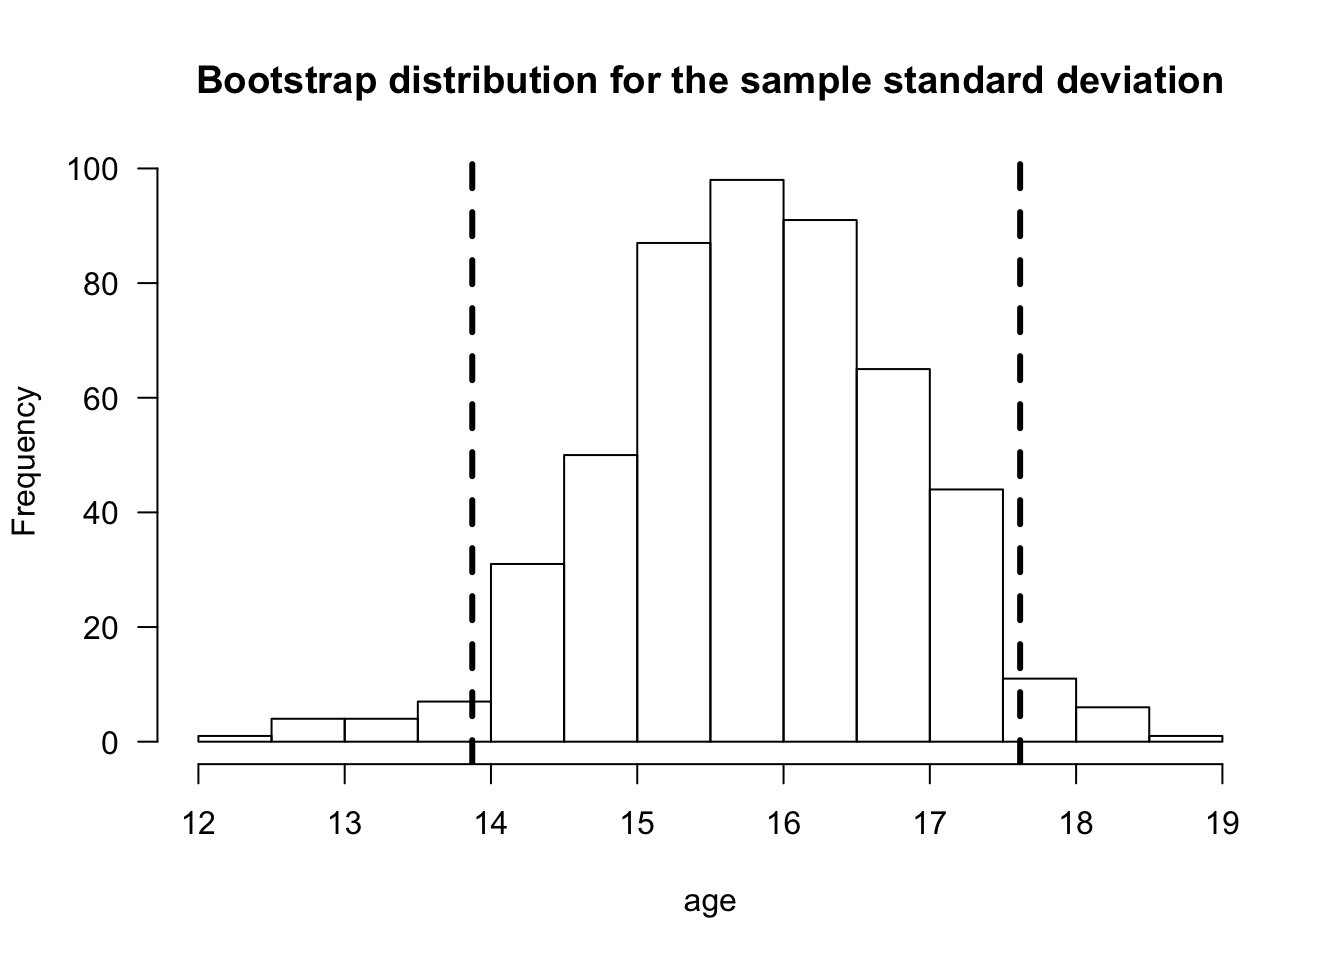 Bootstrap distribution for the sample standard deviation
100
80
60
40
20
0
Frequency
12 13 14 15 16 17 18 19
age